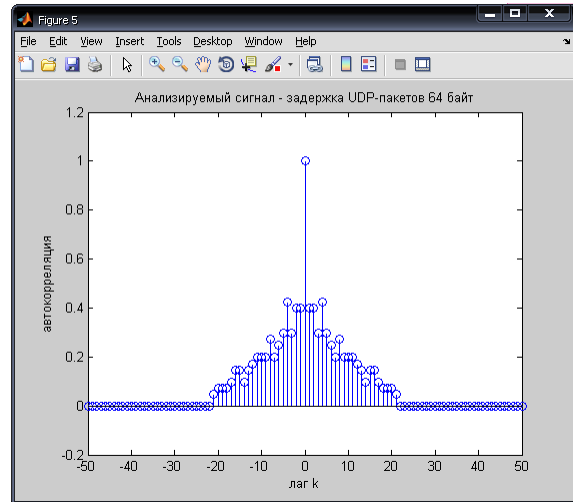 Figure 5
File Edit View Insert Tools Desktop Window Help
Анализируемый сигнал - задержка UDP-пакетов 64 байт
1.2
1
0.8
0.6
0.4
0.2
0
-0.2
автокорреляция
-50 -40 -30 -20 -10 0 10 20 30 40 50
лаг k